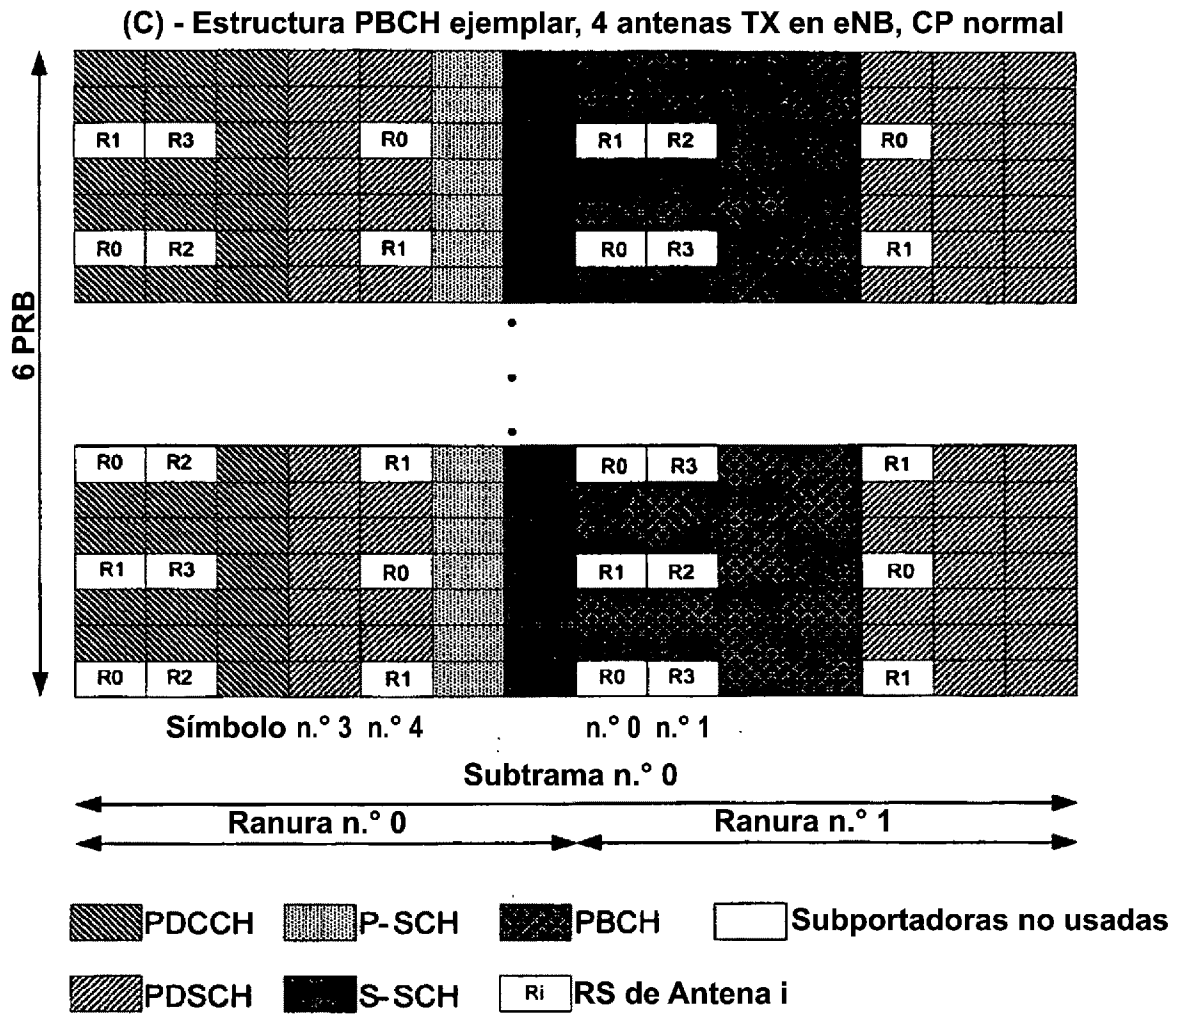 (C) - Estructura PBCH ejemplar, 4 antenas TX en eNB, CP normal
R1 R3 R0 R1 R2 R0
R0 R2 R1 R0 R3 R1
6 PRB
R0 R2 R1 R0 R3 R1
R1 R3 R0 R1 R2 R0
R0 R2 R1 R0 R3 R1
Símbolo n.° 3 n.° 4 n.° 0 n.° 1
Subtrama n.° 0
Ranura n.° 0 Ranura n.° 1
PDCCH P-SCH PBCH Subportadoras no usadas
PDSCH S-SCH Ri RS de Antena i